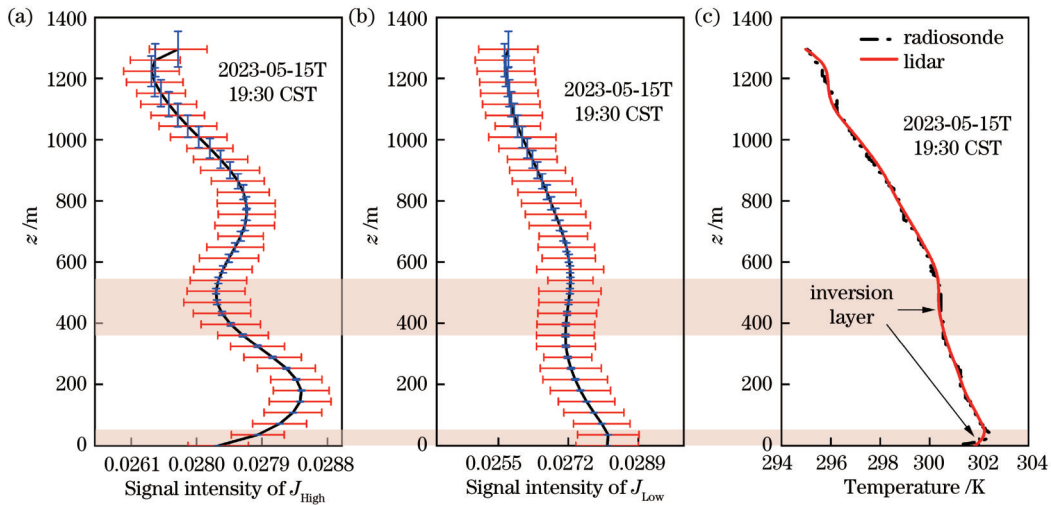 (a)
1400
1200
1000
800
600
400
200
0
z /m
2023-05-15T
19:30 CST
0.0261
0.0280
0.0279
0.0288
Signal intensity of J_High
(b)
1400
1200
1000
800
600
400
200
0
z /m
2023-05-15T
19:30 CST
0.0255
0.0272
0.0289
Signal intensity of J_Low
(c)
1400
1200
1000
800
600
400
200
0
z /m
radiosonde
lidar
2023-05-15T
19:30 CST
inversion
layer
294
296
298
300
302
304
Temperature /K